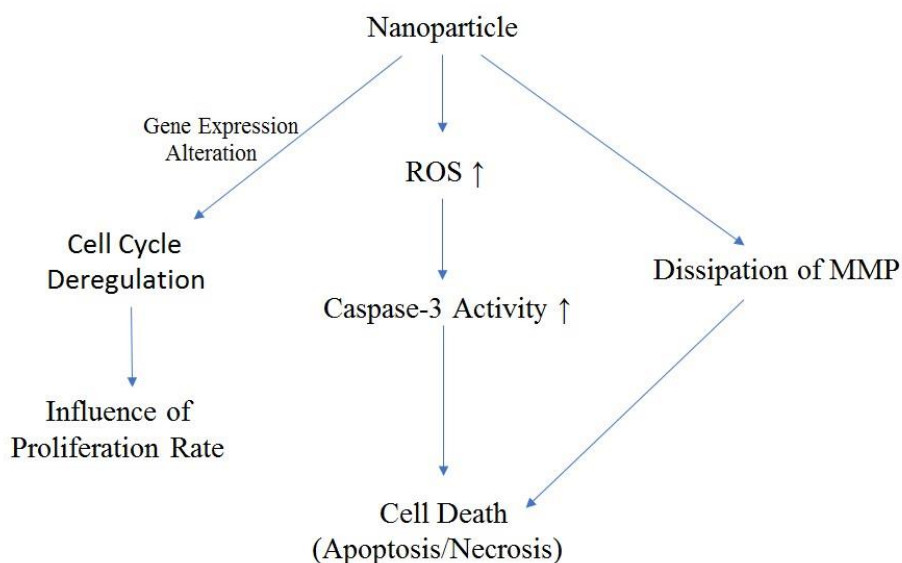 Nanoparticle
Gene Expression
Alteration
ROS ↑
Cell Cycle
Deregulation
Dissipation of MMP
Caspase-3 Activity ↑
Influence of
Proliferation Rate
Cell Death
(Apoptosis/Necrosis)